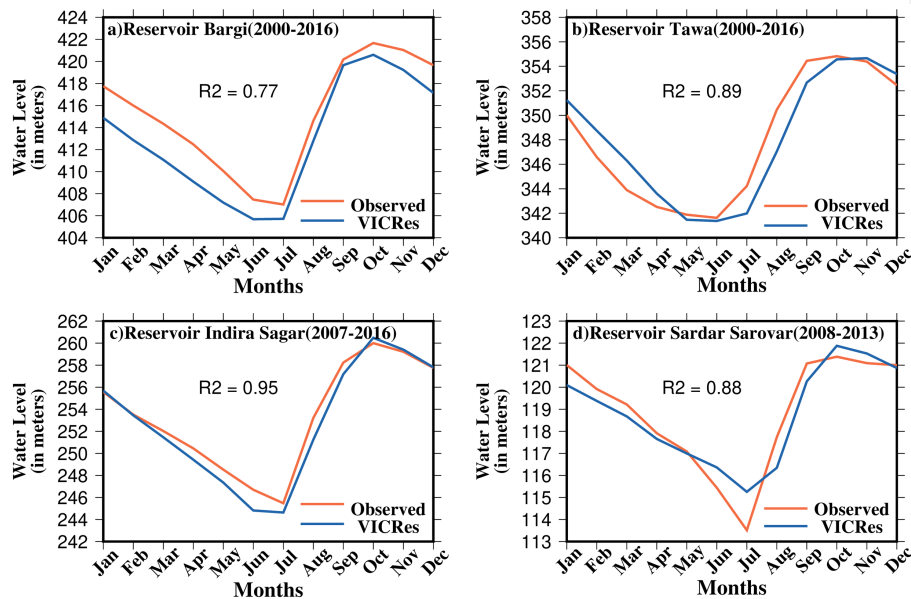 a)Reservoir Bargi(2000-2016)
R2 = 0.77
Observed
VICRes
424
422
420
418
416
414
412
410
408
406
404
Water Level
(in meters)
Jan Feb Mar Apr May Jun Jul Aug Sep Oct Nov Dec
Months
b)Reservoir Tawa(2000-2016)
R2 = 0.89
Observed
VICRes
358
356
354
352
350
348
346
344
342
340
Water Level
(in meters)
Jan Feb Mar Apr May Jun Jul Aug Sep Oct Nov Dec
Months
c)Reservoir Indira Sagar(2007-2016)
R2 = 0.95
Observed
VICRes
262
260
258
256
254
252
250
248
246
244
242
Water Level
(in meters)
Jan Feb Mar Apr May Jun Jul Aug Sep Oct Nov Dec
Months
d)Reservoir Sardar Sarovar(2008-2013)
R2 = 0.88
Observed
VICRes
123
122
121
120
119
118
117
116
115
114
113
Water Level
(in meters)
Jan Feb Mar Apr May Jun Jul Aug Sep Oct Nov Dec
Months